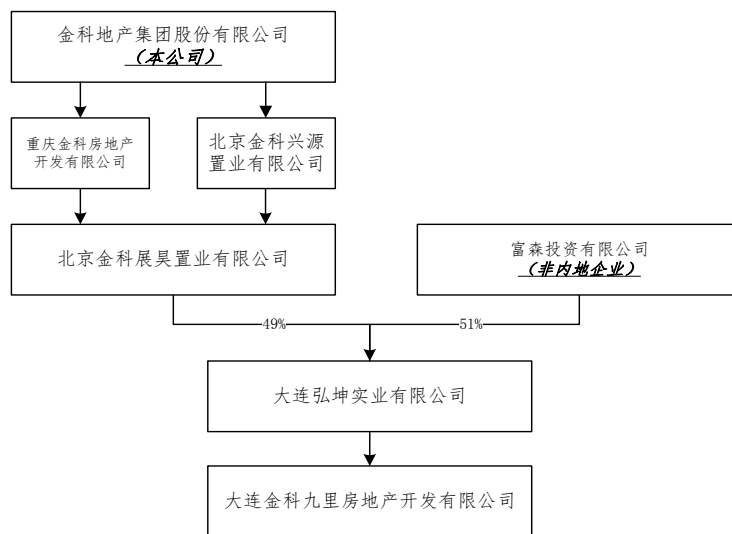 金科地产集团股份有限公司
（本公司）
重庆金科房地产
开发有限公司
北京金科兴源
置业有限公司
北京金科展昊置业有限公司
富森投资有限公司
（非内地企业）
49%
51%
大连弘坤实业有限公司
大连金科九里房地产开发有限公司